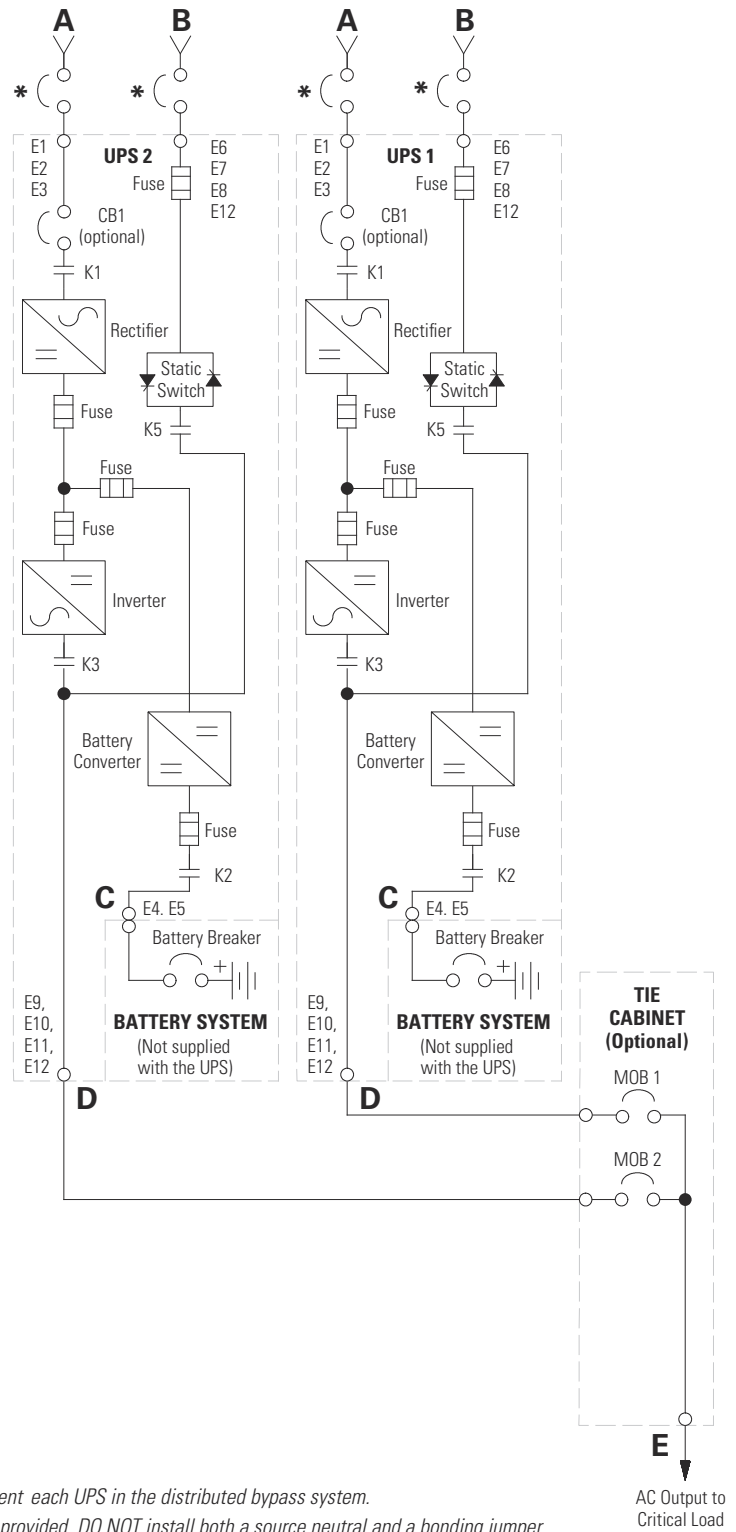 A
B
A
B
*
*
*
*
E1
E2
E3
UPS 2
E6
E7
E8
E12
Fuse
CB1
(optional)
K1
Rectifier
Static
Switch
Fuse
K5
Fuse
Fuse
Inverter
K3
Battery
Converter
Fuse
K2
C
E4. E5
Battery Breaker
+
BATTERY SYSTEM
(Not supplied
with the UPS)
E9,
E10,
E11,
E12
D
E1
E2
E3
UPS 1
E6
E7
E8
E12
Fuse
CB1
(optional)
K1
Rectifier
Static
Switch
Fuse
K5
Fuse
Fuse
Inverter
K3
Battery
Converter
Fuse
K2
C
E4. E5
Battery Breaker
+
BATTERY SYSTEM
(Not supplied
with the UPS)
E9,
E10,
E11,
E12
D
TIE
CABINET
(Optional)
MOB 1
MOB 2
E
AC Output to
Critical Load
ent each UPS in the distributed bypass system.
provided. DO NOT install both a source neutral and a bonding jumper